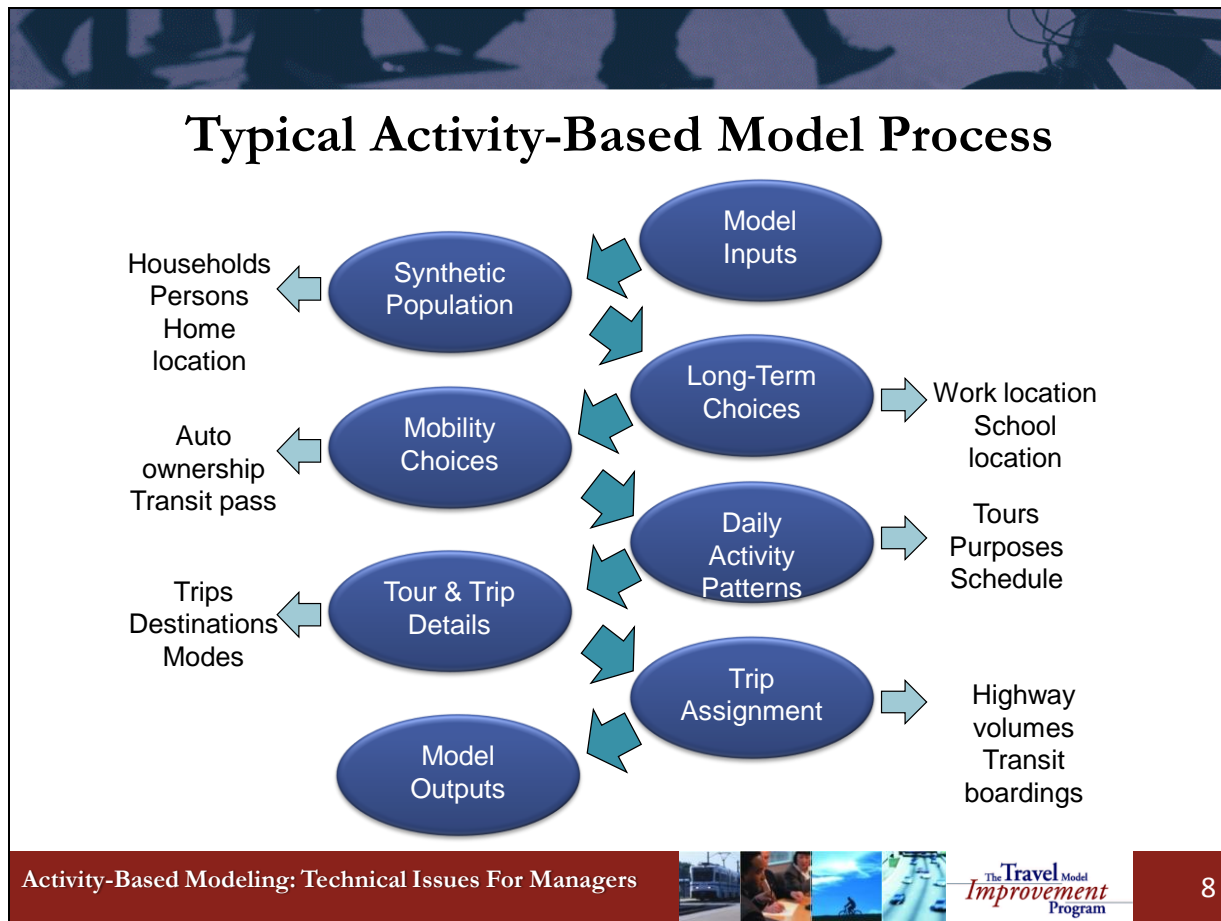 Typical Activity-Based Model Process
Model
Inputs
Households
Persons
Home
location
Synthetic
Population
Long-Term
Choices
Work location
School
location
Auto
ownership
Transit pass
Mobility
Choices
Daily
Activity
Patterns
Tours
Purposes
Schedule
Trips
Destinations
Modes
Tour & Trip
Details
Trip
Assignment
Highway
volumes
Transit
boardings
Model
Outputs
Activity-Based Modeling: Technical Issues For Managers
The Travel Model
Improvement
Program
8